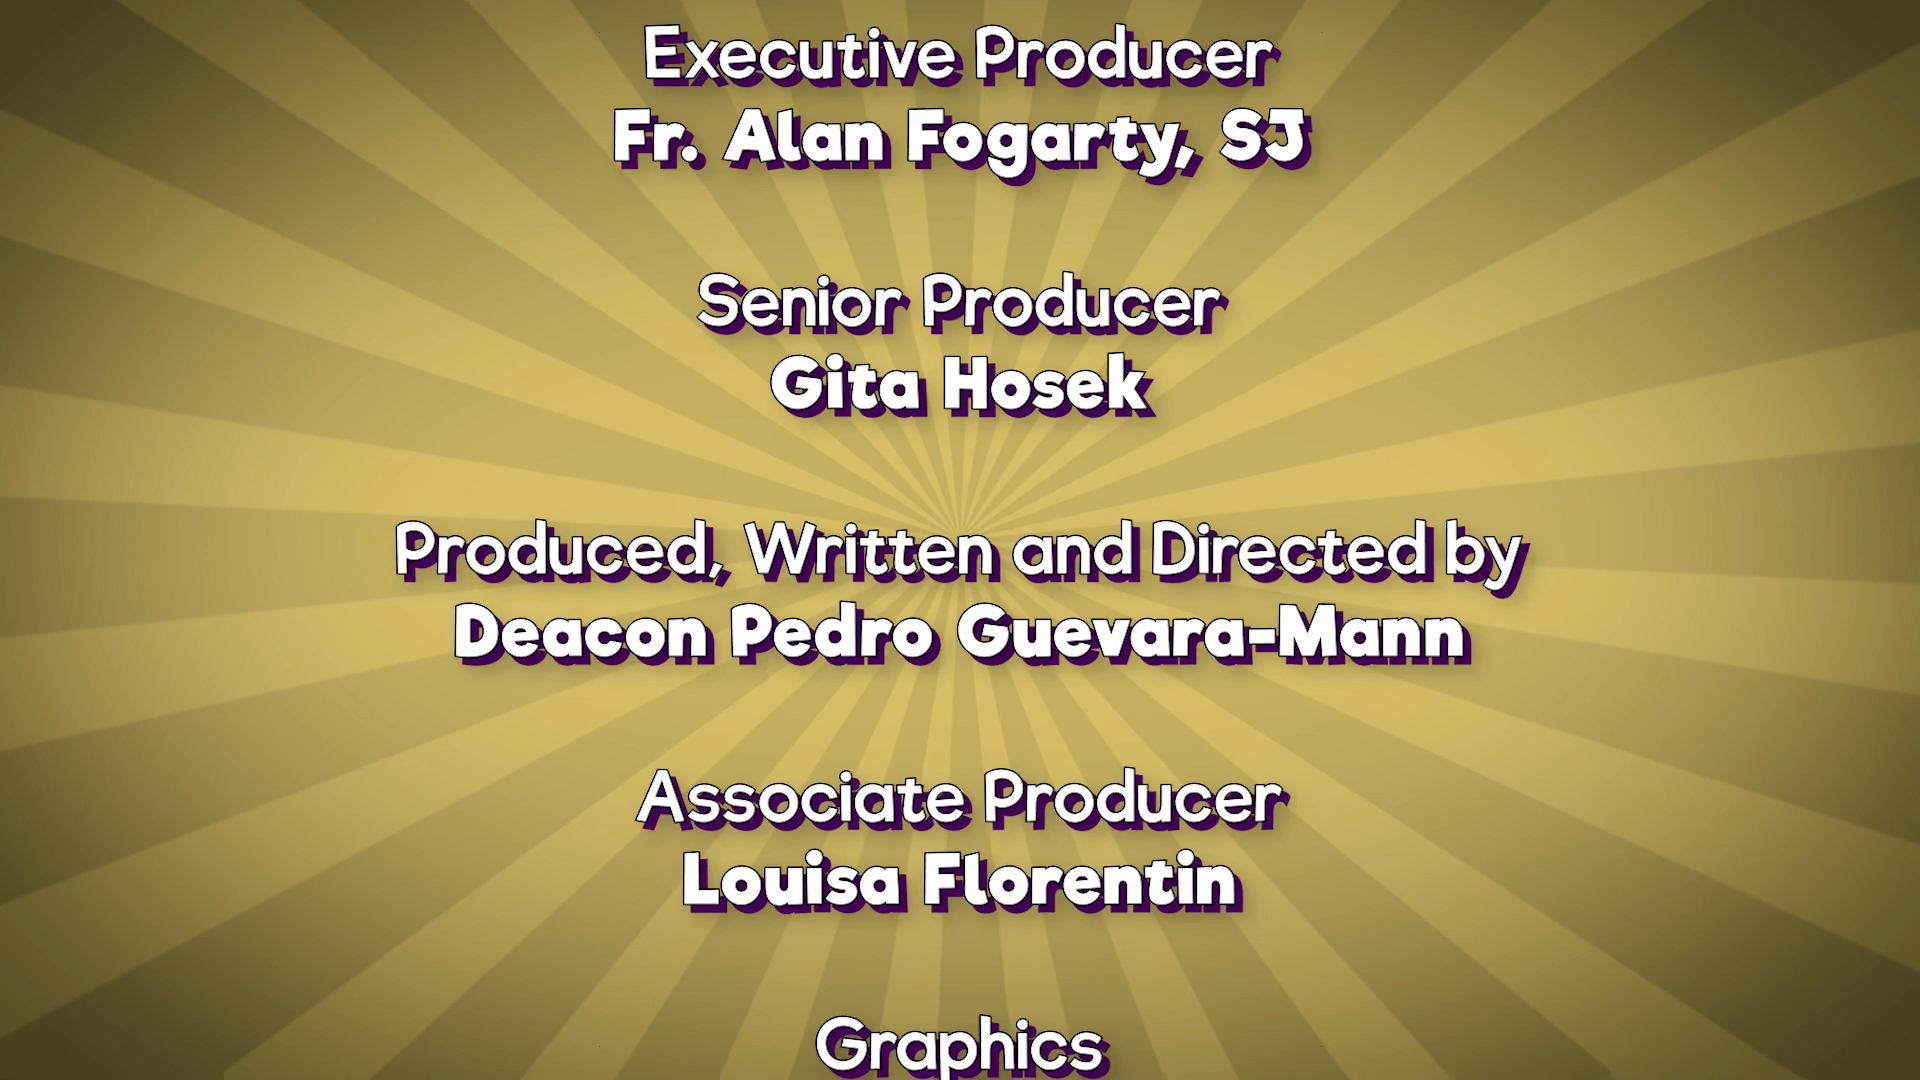 Executive Producer
Fr. Alan Fogarty, SJ
Senior Producer
Gita Hosek
Produced, Written and Directed by
Deacon Pedro Guevara-Mann
Associate Producer
Louisa Florentin
Graphics